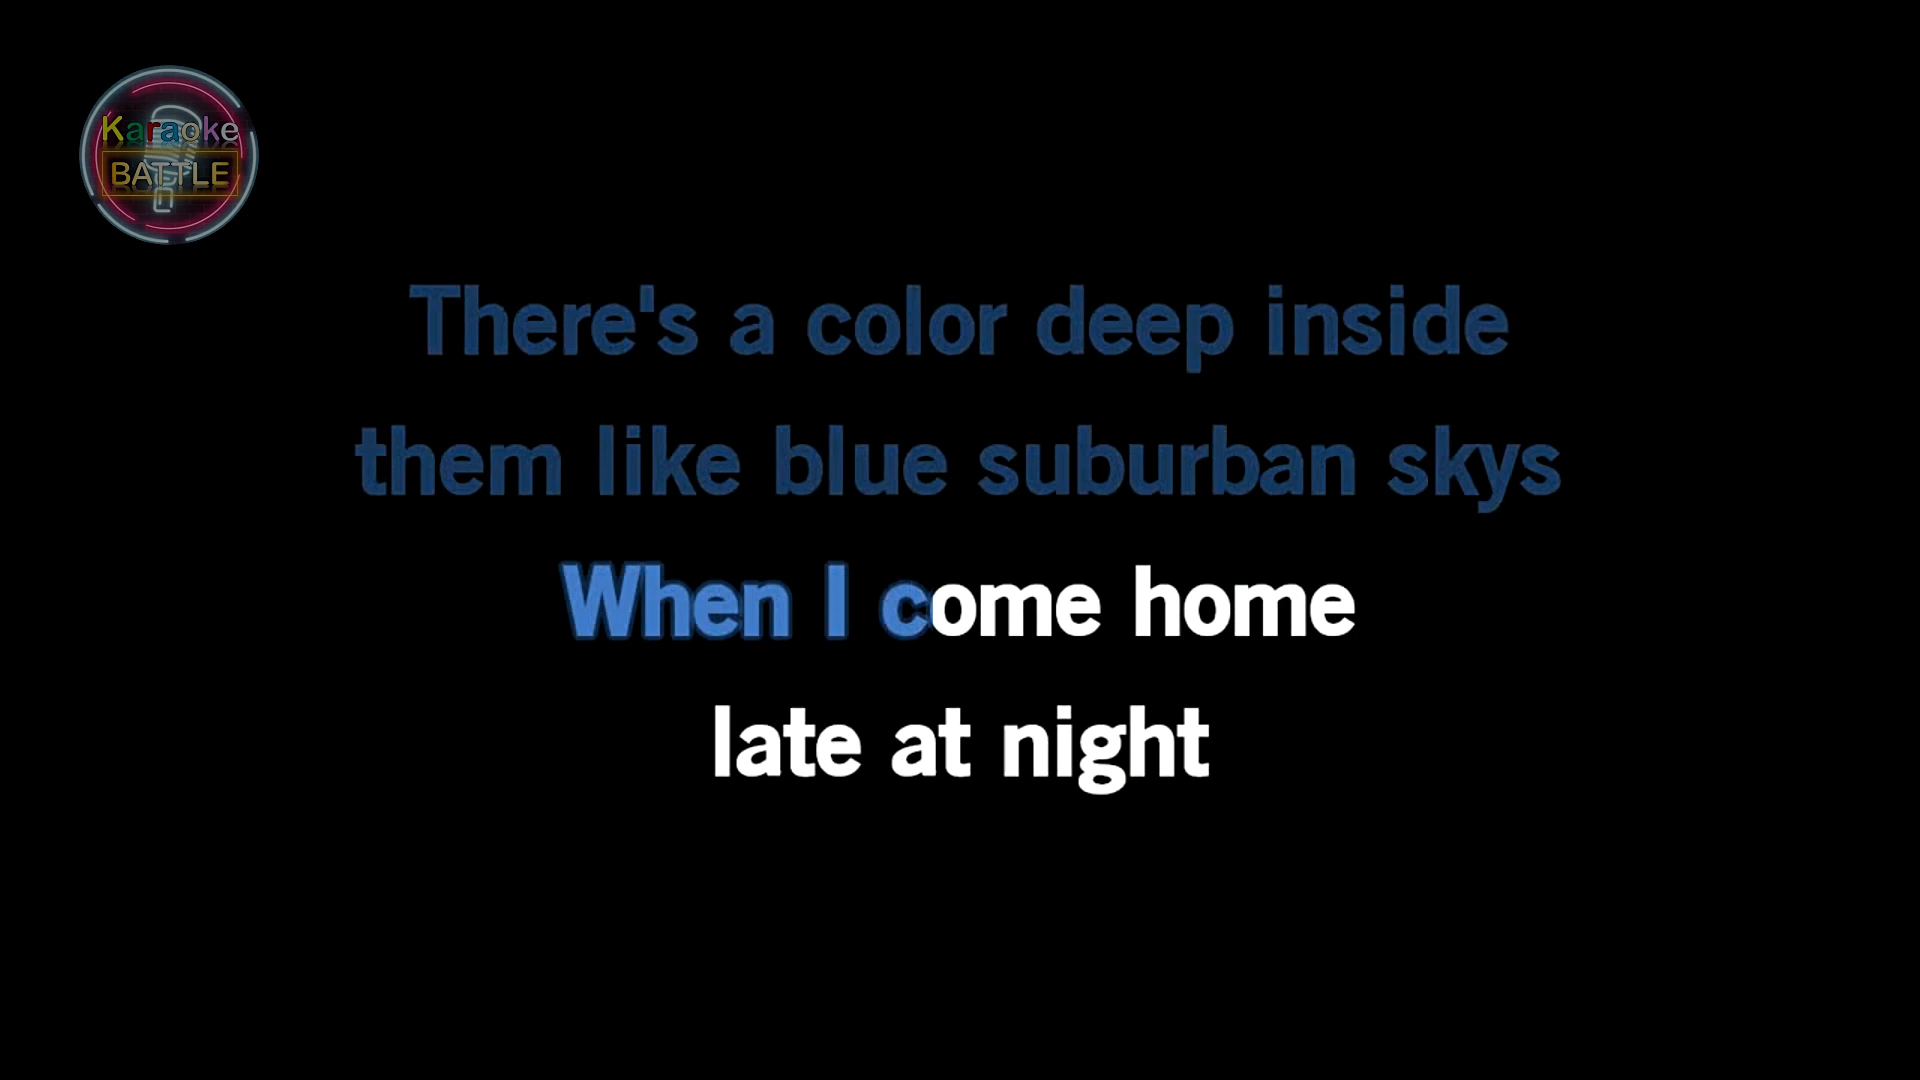 Karaoke
BATTLE
There's a color deep inside
them like blue suburban skys
When I come home
late at night